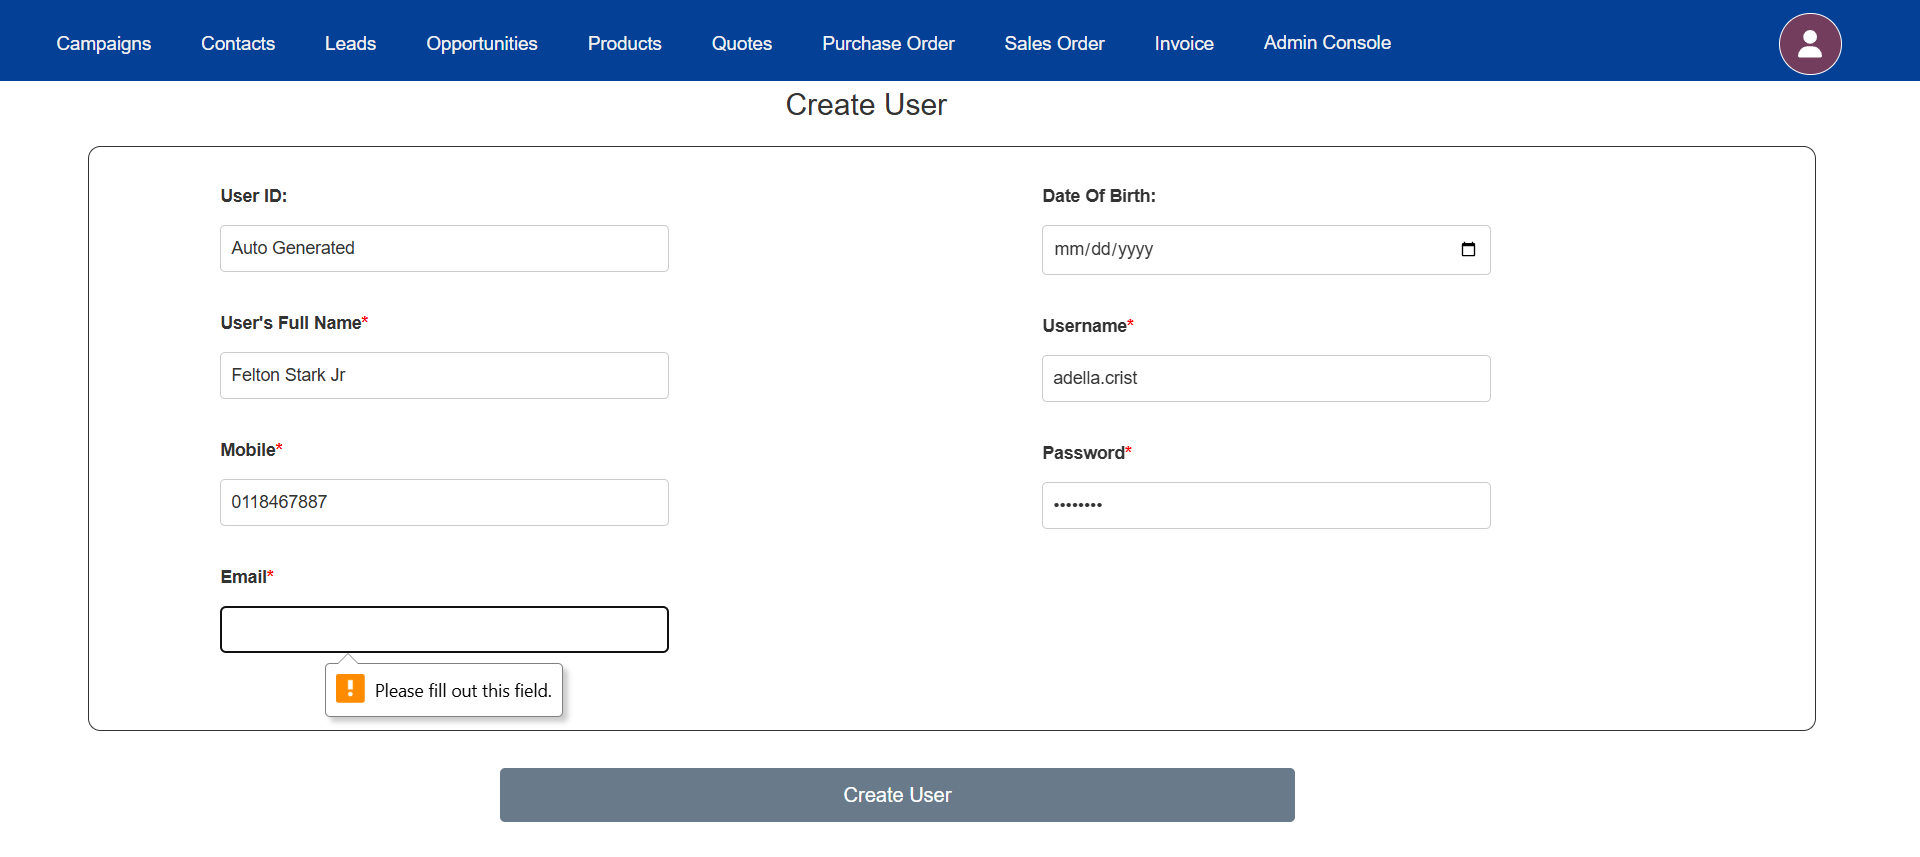 Campaigns Contacts Leads Opportunities Products Quotes Purchase Order Sales Order Invoice Admin Console
Create User
User ID:
Auto Generated
User's Full Name*
Felton Stark Jr
Mobile*
0118467887
Email*
Please fill out this field.
Date Of Birth:
mm/dd/yyyy
Username*
adella.crist
Password*
••••••••
Create User